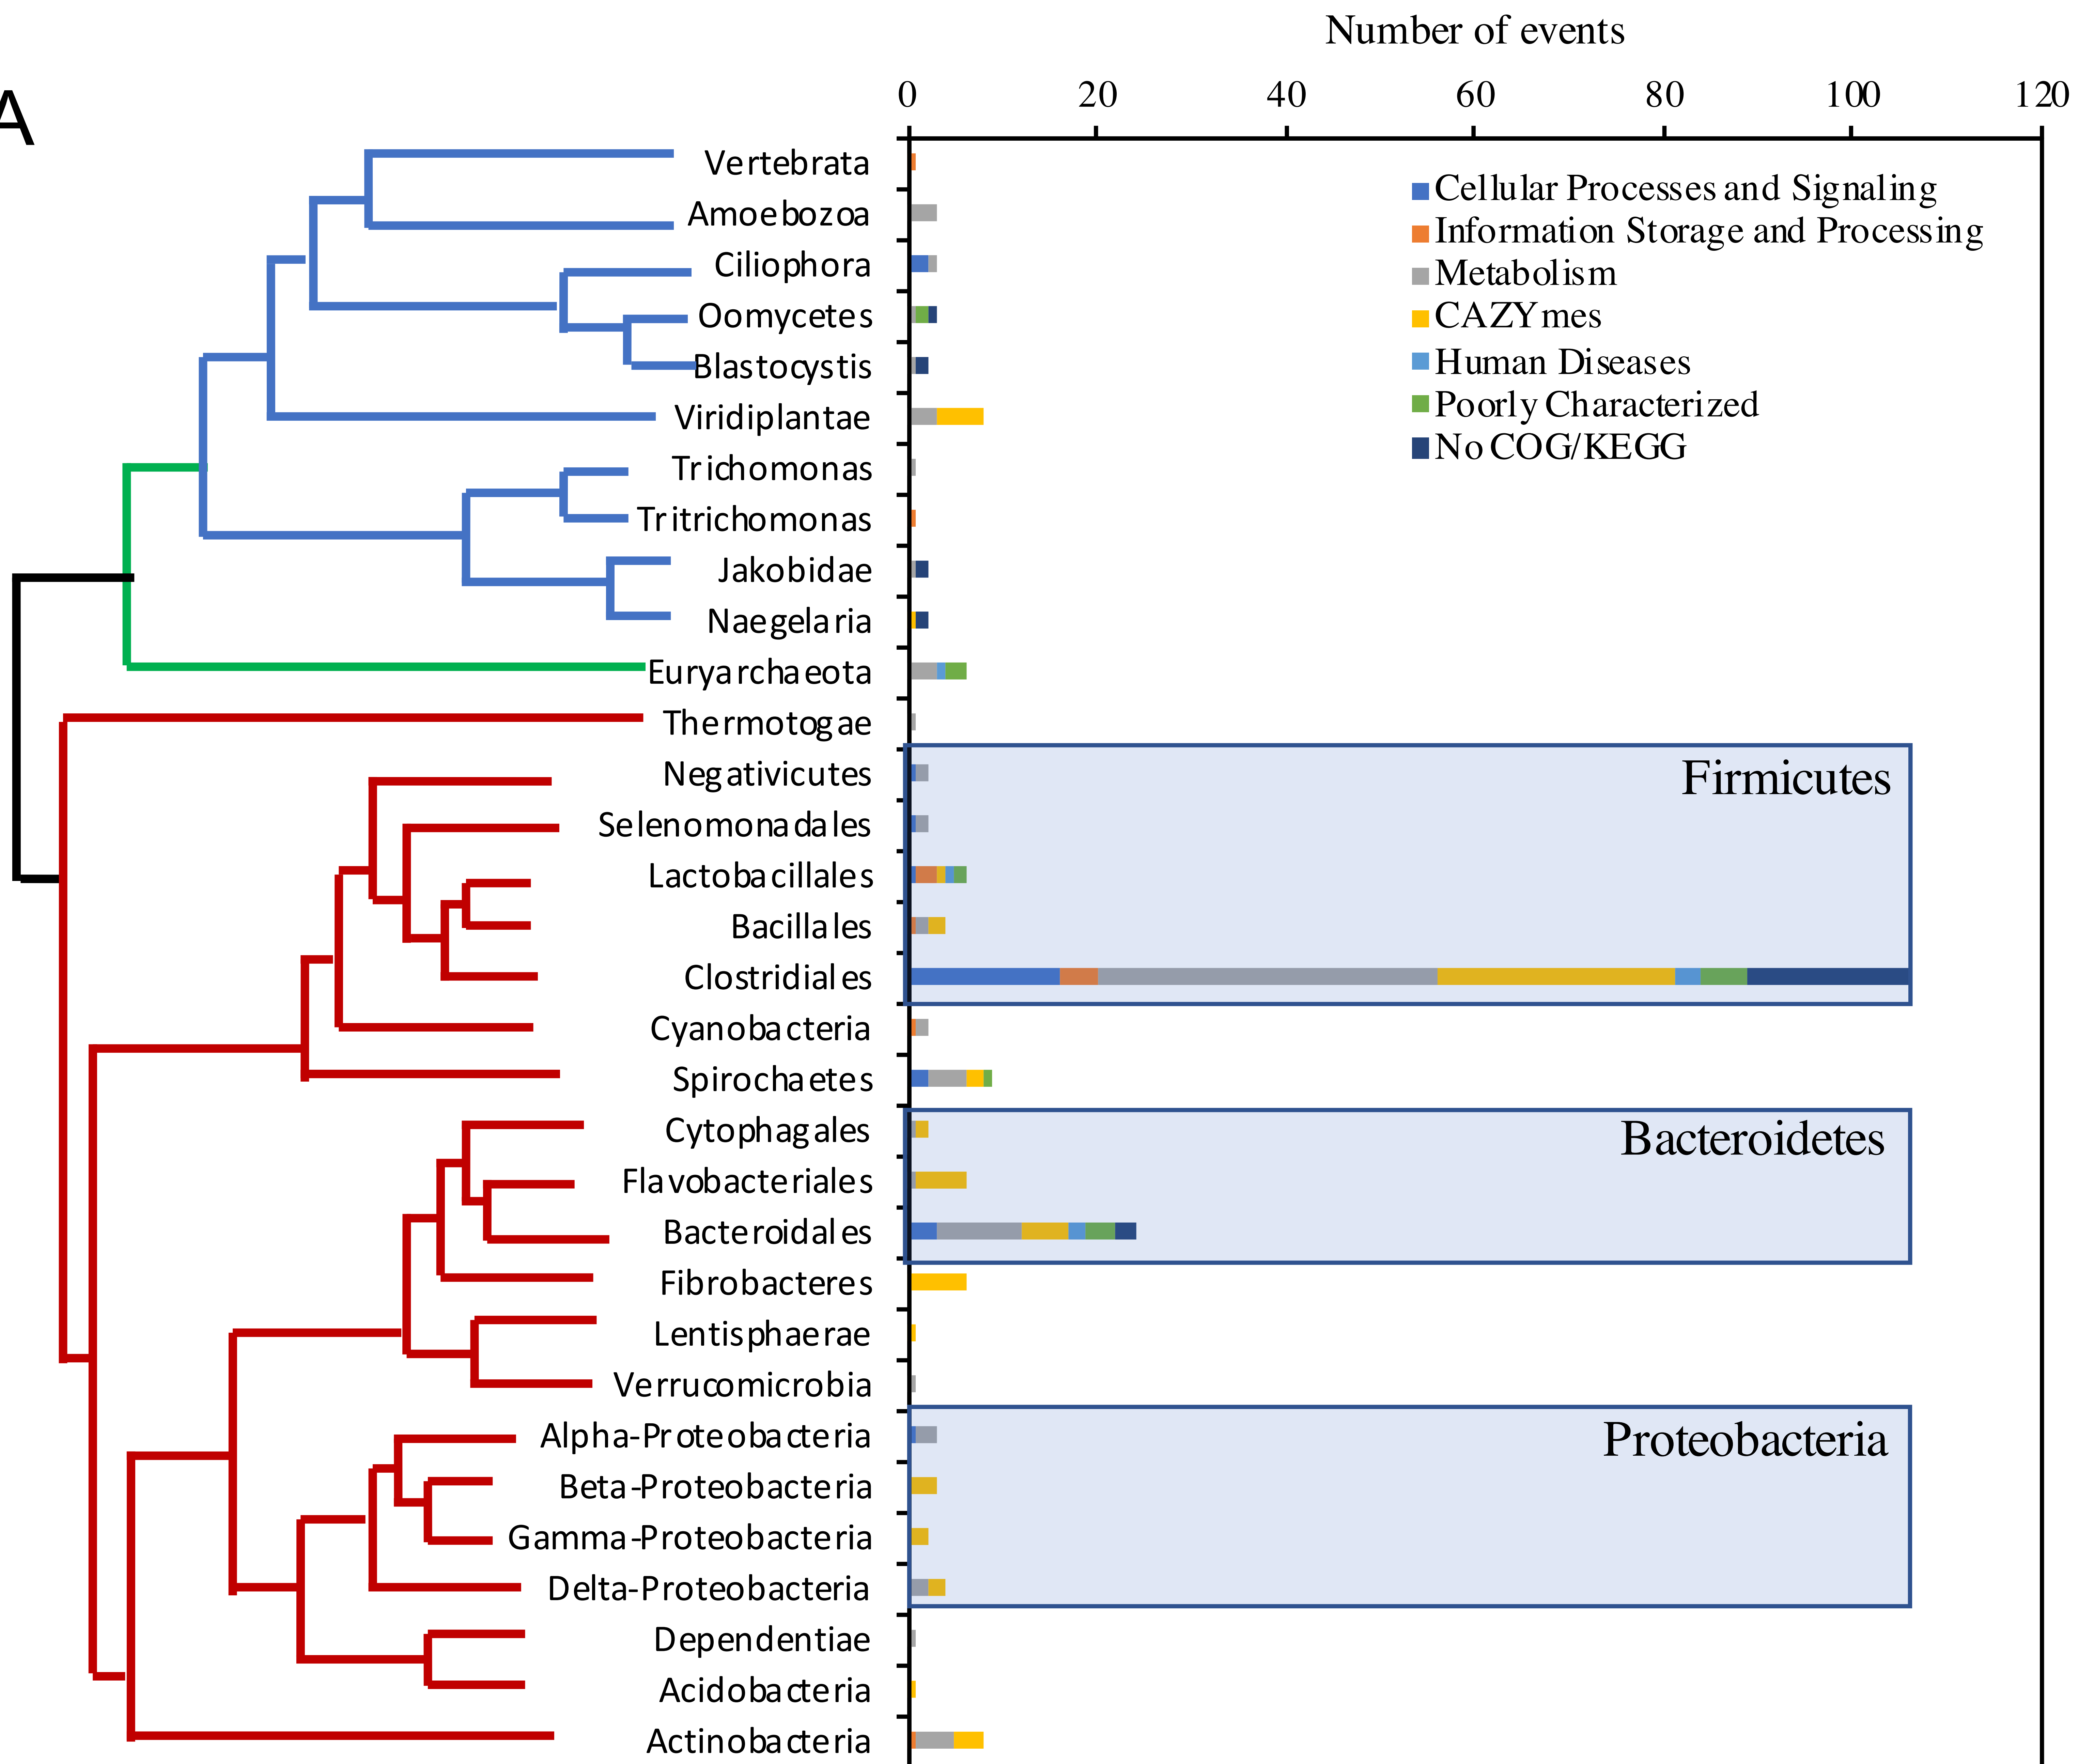 Number of events
0 20 40 60 80 100 120
A
Vertebrata
Amoebozoa
Ciliophora
Oomycetes
Blastocystis
Viridiplantae
Trichomonas
Tritrichomonas
Jakobidae
Naegelaria
Euryarchaeota
Thermotogae
Negativicutes
Selenomonadales
Lactobacillales
Bacillales
Clostridiales
Cyanobacteria
Spirochaetes
Cytophagales
Flavobacteriales
Bacteroidales
Fibrobacteres
Lentisphaerae
Verrucomicrobia
Alpha-Proteobacteria
Beta-Proteobacteria
Gamma-Proteobacteria
Delta-Proteobacteria
Dependentiae
Acidobacteria
Actinobacteria
Cellular Processes and Signaling
Information Storage and Processing
Metabolism
CAZYmes
Human Diseases
Poorly Characterized
No COG/KEGG
Firmicutes
Bacteroidetes
Proteobacteria